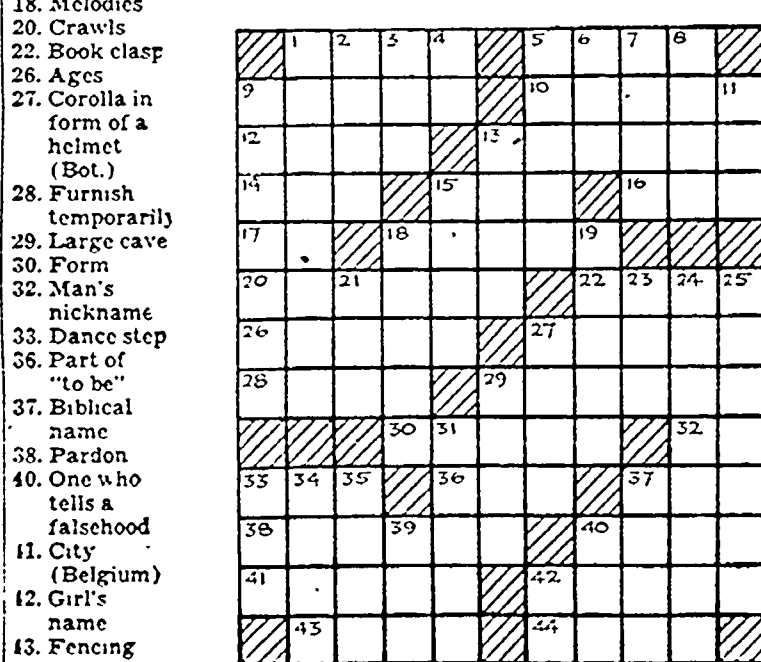 18. Melodies
20. Crawls
22. Book clasp
26. Ages
27. Corolla in
form of a
helmet
(Bot.)
28. Furnish
temporarily
29. Large cave
30. Form
32. Man's
nickname
33. Dance step
36. Part of
"to be"
37. Biblical
name
38. Pardon
40. One who
tells a
falsehood
41. City
(Belgium)
42. Girl's
name
43. Fencing
1 2 3 4 5 6 7 8
9 10 11
12 13
14 15 16
17 18 19
20 21 22 23 24 25
26 27
28 29
30 31 32
33 34 35 36 37
38 39 40
41 42
43 44